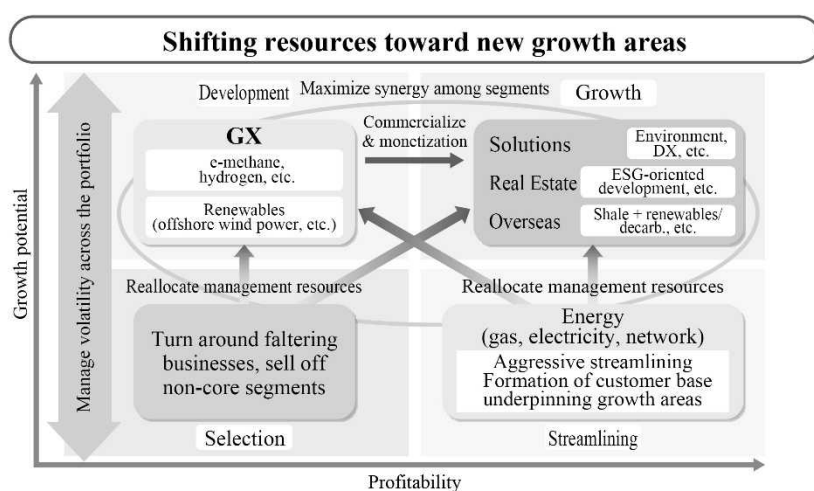 Shifting resources toward new growth areas
Growth potential
Manage volatility across the portfolio
Development
Maximize synergy among segments
Growth
GX
e-methane,
hydrogen, etc.
Renewables
(offshore wind power, etc.)
Commercialize
& monetization
Solutions
Environment,
DX, etc.
Real Estate
ESG-oriented
development, etc.
Overseas
Shale + renewables/
decarb., etc.
Reallocate management resources
Reallocate management resources
Turn around faltering
businesses, sell off
non-core segments
Energy
(gas, electricity, network)
Aggressive streamlining
Formation of customer base
underpinning growth areas
Selection
Streamlining
Profitability